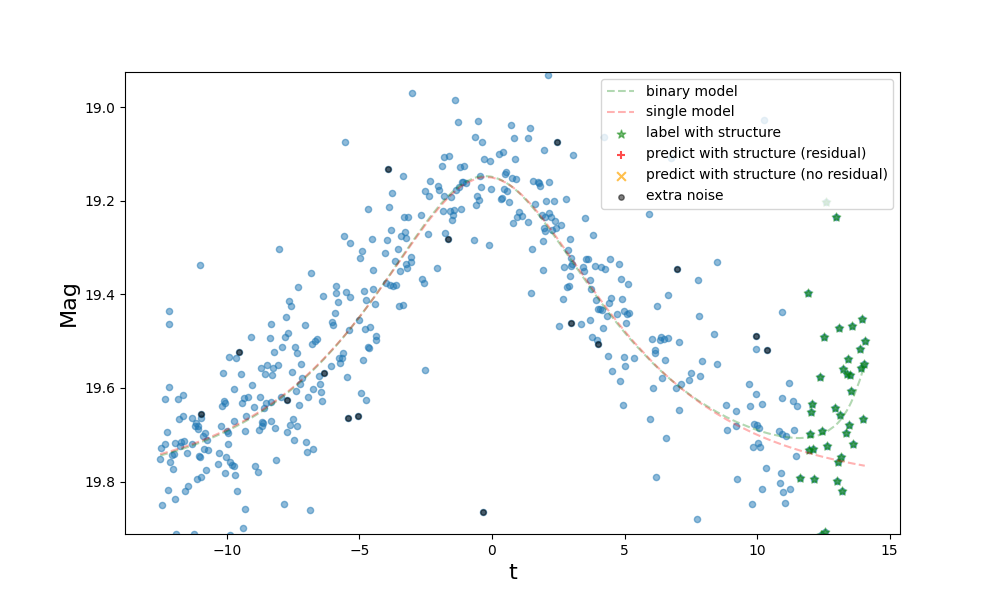 binary model
single model
label with structure
predict with structure (residual)
predict with structure (no residual)
extra noise
19.0
19.2
19.4
19.6
19.8
Mag
−10
−5
0
5
10
15
t